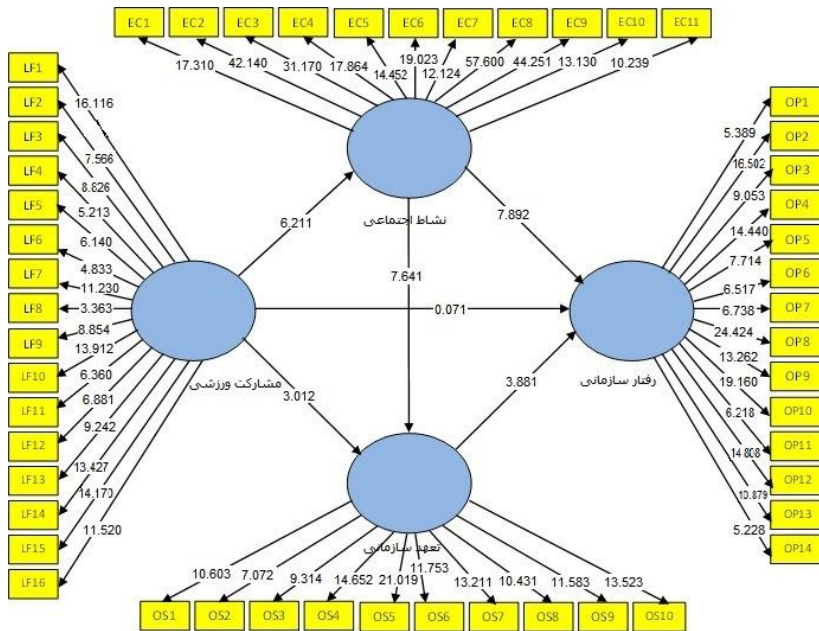 EC1 EC2 EC3 EC4 EC5 EC6 EC7 EC8 EC9 EC10 EC11
17.310 42.140 31.170 17.864 14.452 19.023 12.124 57.600 44.251 13.130 10.239
نشاط اجتماعی
LF1
LF2
LF3
LF4
LF5
LF6
LF7
LF8
LF9
LF10
LF11
LF12
LF13
LF14
LF15
LF16
16.116
7.566
8.826
5.213
6.140
4.833
11.230
3.363
8.854
13.912
6.360
6.881
9.242
13.427
14.170
11.520
مشارکت ورزشی
6.211
7.892
7.641
0.071
3.012
3.881
OP1
OP2
OP3
OP4
OP5
OP6
OP7
OP8
OP9
OP10
OP11
OP12
OP13
OP14
5.389
16.502
9.053
14.440
7.714
6.517
6.738
24.424
13.262
19.160
6.218
14.808
10.879
5.228
رفتار سازمانی
تعهد سازمانی
10.603 7.072 9.314 14.652 21.019 11.753 13.211 10.431 11.583 13.523
OS1 OS2 OS3 OS4 OS5 OS6 OS7 OS8 OS9 OS10